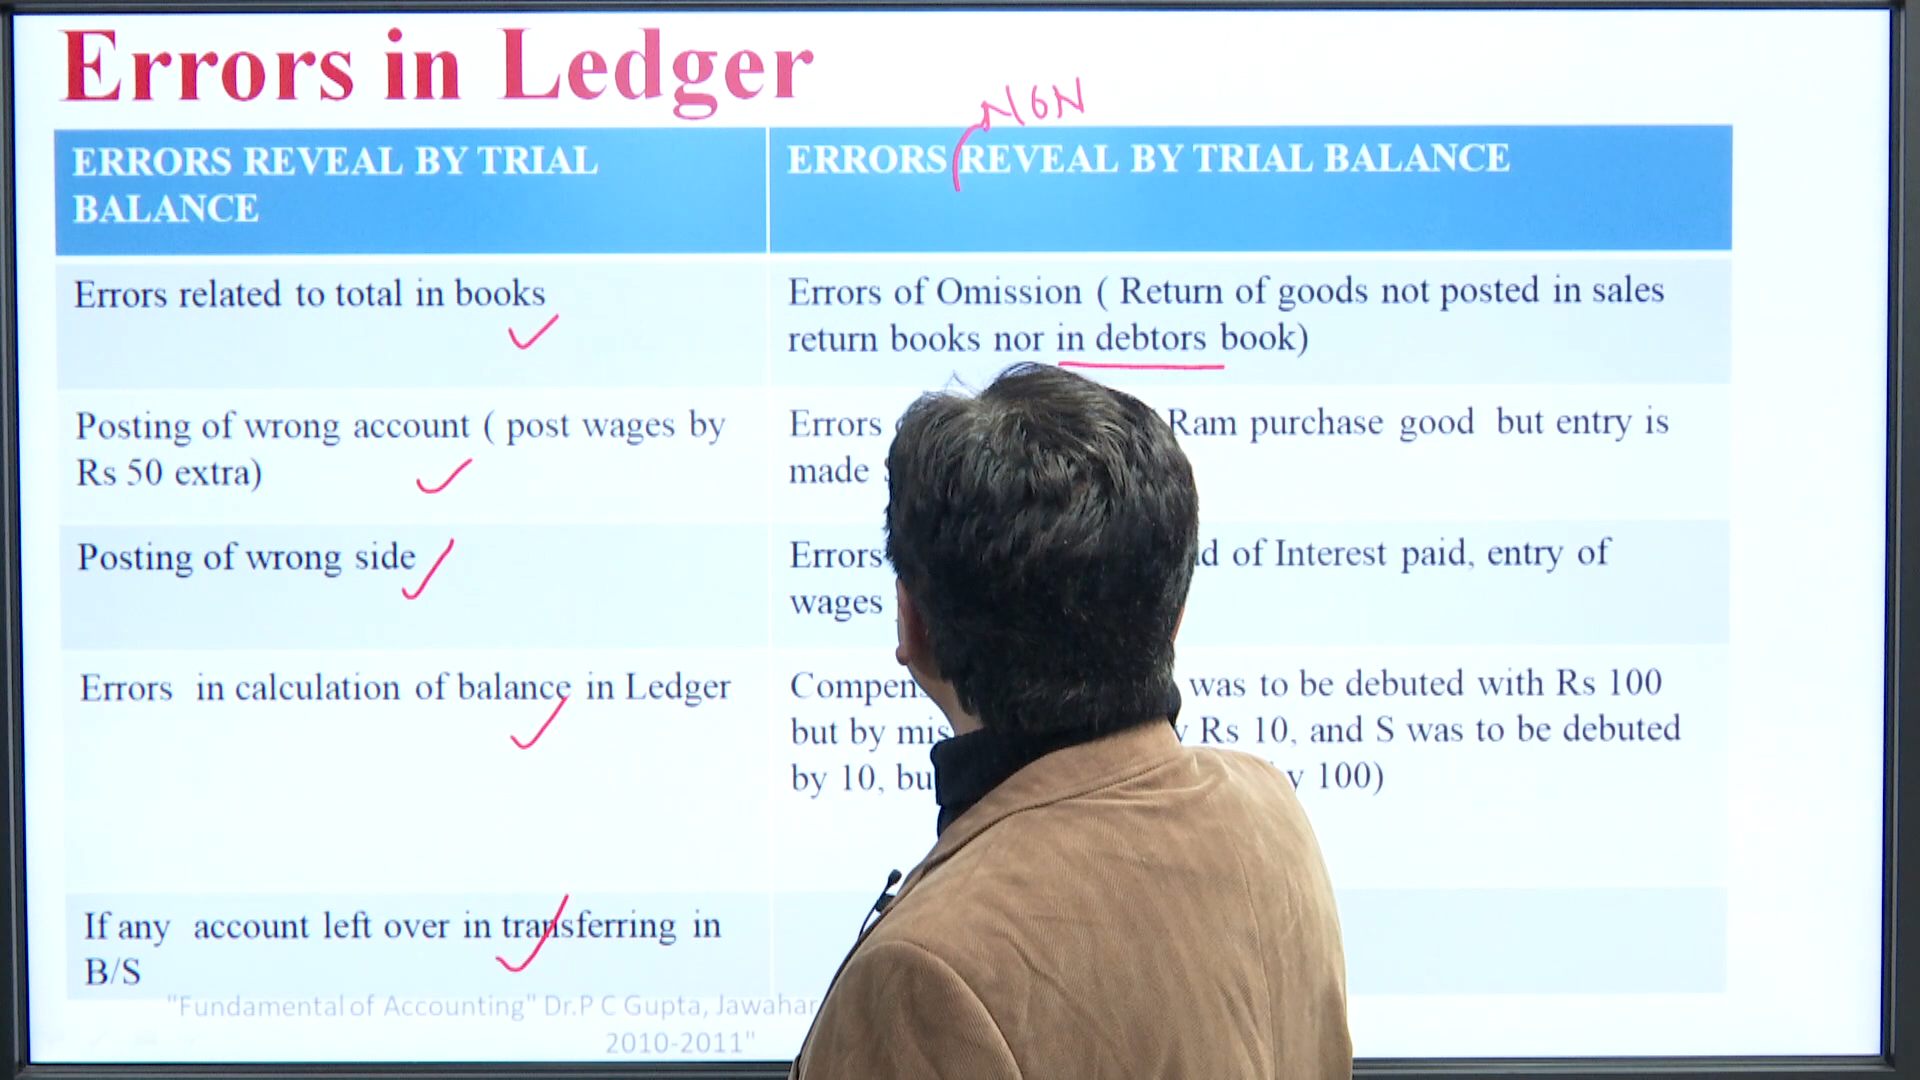 Errors in Ledger
NON
ERRORS REVEAL BY TRIAL
BALANCE
ERRORS REVEAL BY TRIAL BALANCE
Errors related to total in books
Errors of Omission ( Return of goods not posted in sales
return books nor in debtors book)
Posting of wrong account ( post wages by
Rs 50 extra)
Errors Ram purchase good but entry is
made
Posting of wrong side
Errors of Interest paid, entry of
wages
Errors in calculation of balance in Ledger
was to be debuted with Rs 100
but by Rs 10, and S was to be debuted
by 10, 100)
If any account left over in transferring in
B/S
"Fundamental of Accounting" Dr.P C Gupta, Jawahar
2010-2011"